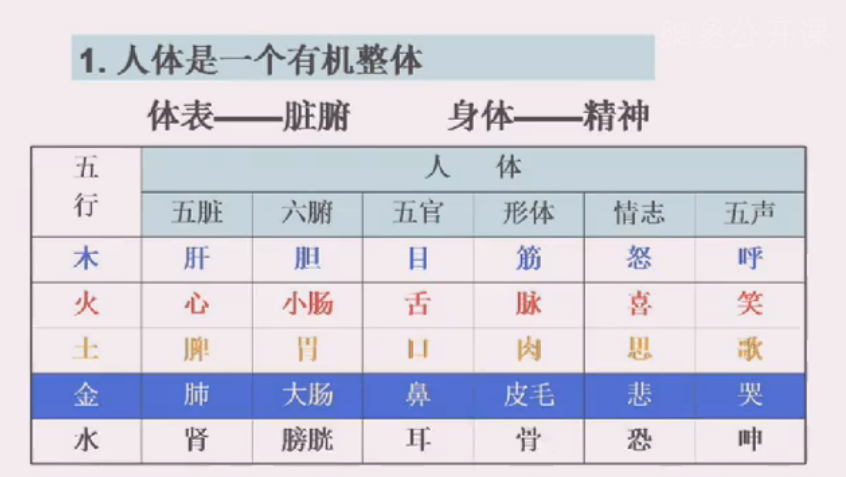 网易公开课
1. 人体是一个有机整体
体表——脏腑 身体——精神
五行 人 体
五脏 六腑 五官 形体 情志 五声
木 肝 胆 目 筋 怒 呼
火 心 小肠 舌 脉 喜 笑
土 脾 胃 口 肉 思 歌
金 肺 大肠 鼻 皮毛 悲 哭
水 肾 膀胱 耳 骨 恐 呻